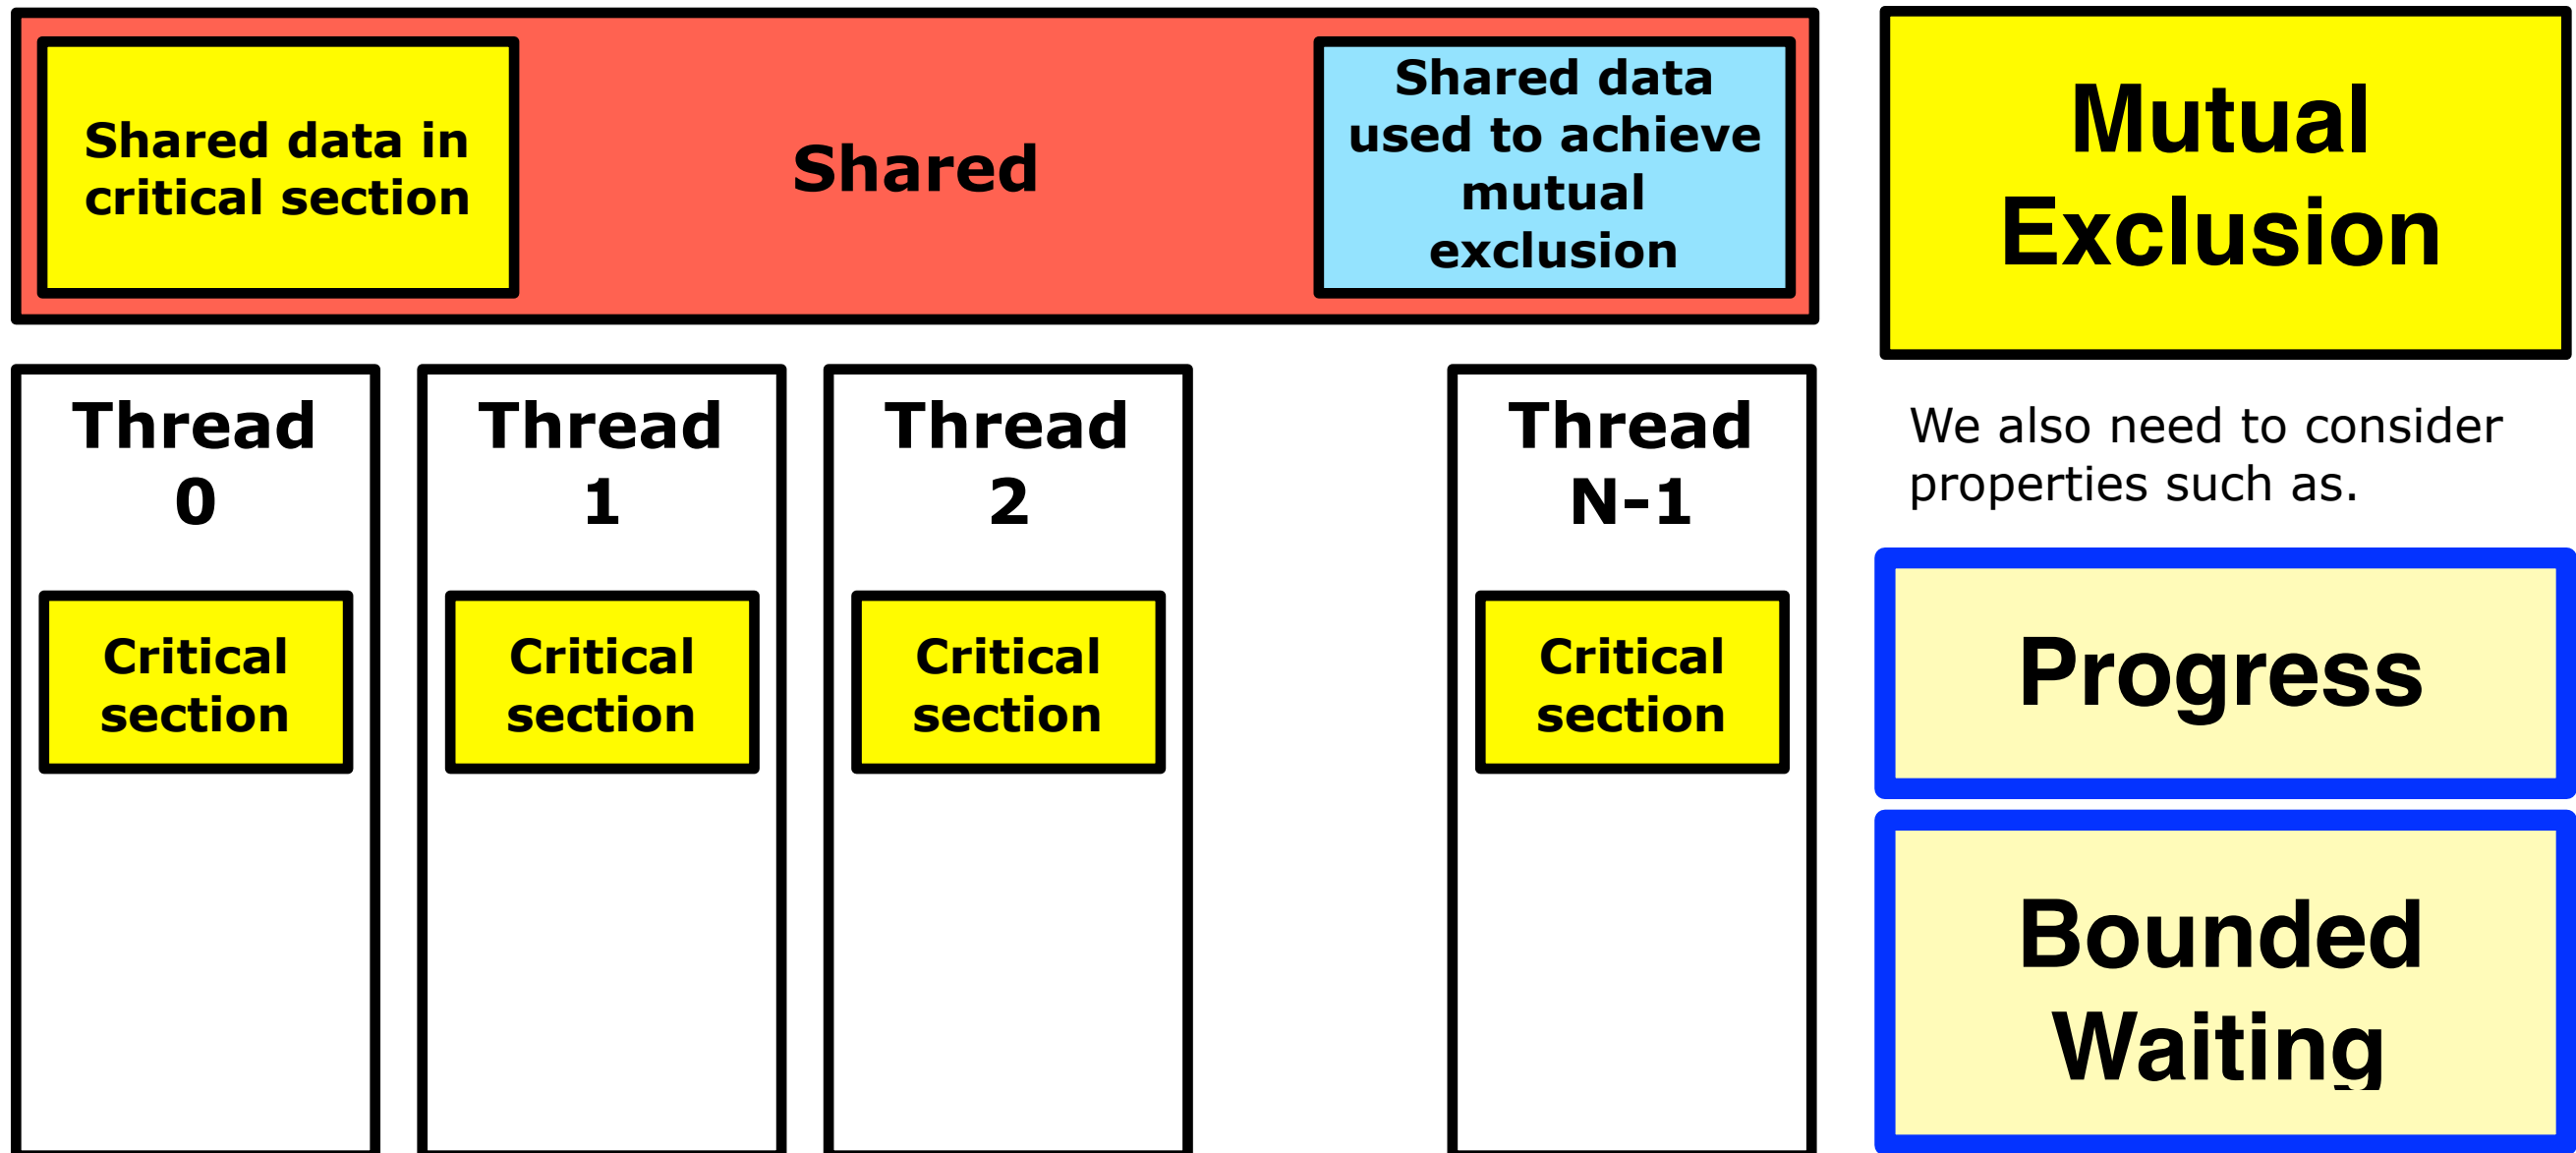 Shared data in
critical section
Shared
Shared data
used to achieve
mutual
exclusion
Mutual
Exclusion
Thread
0
Critical
section
Thread
1
Critical
section
Thread
2
Critical
section
Thread
N-1
Critical
section
We also need to consider
properties such as.
Progress
Bounded
Waiting